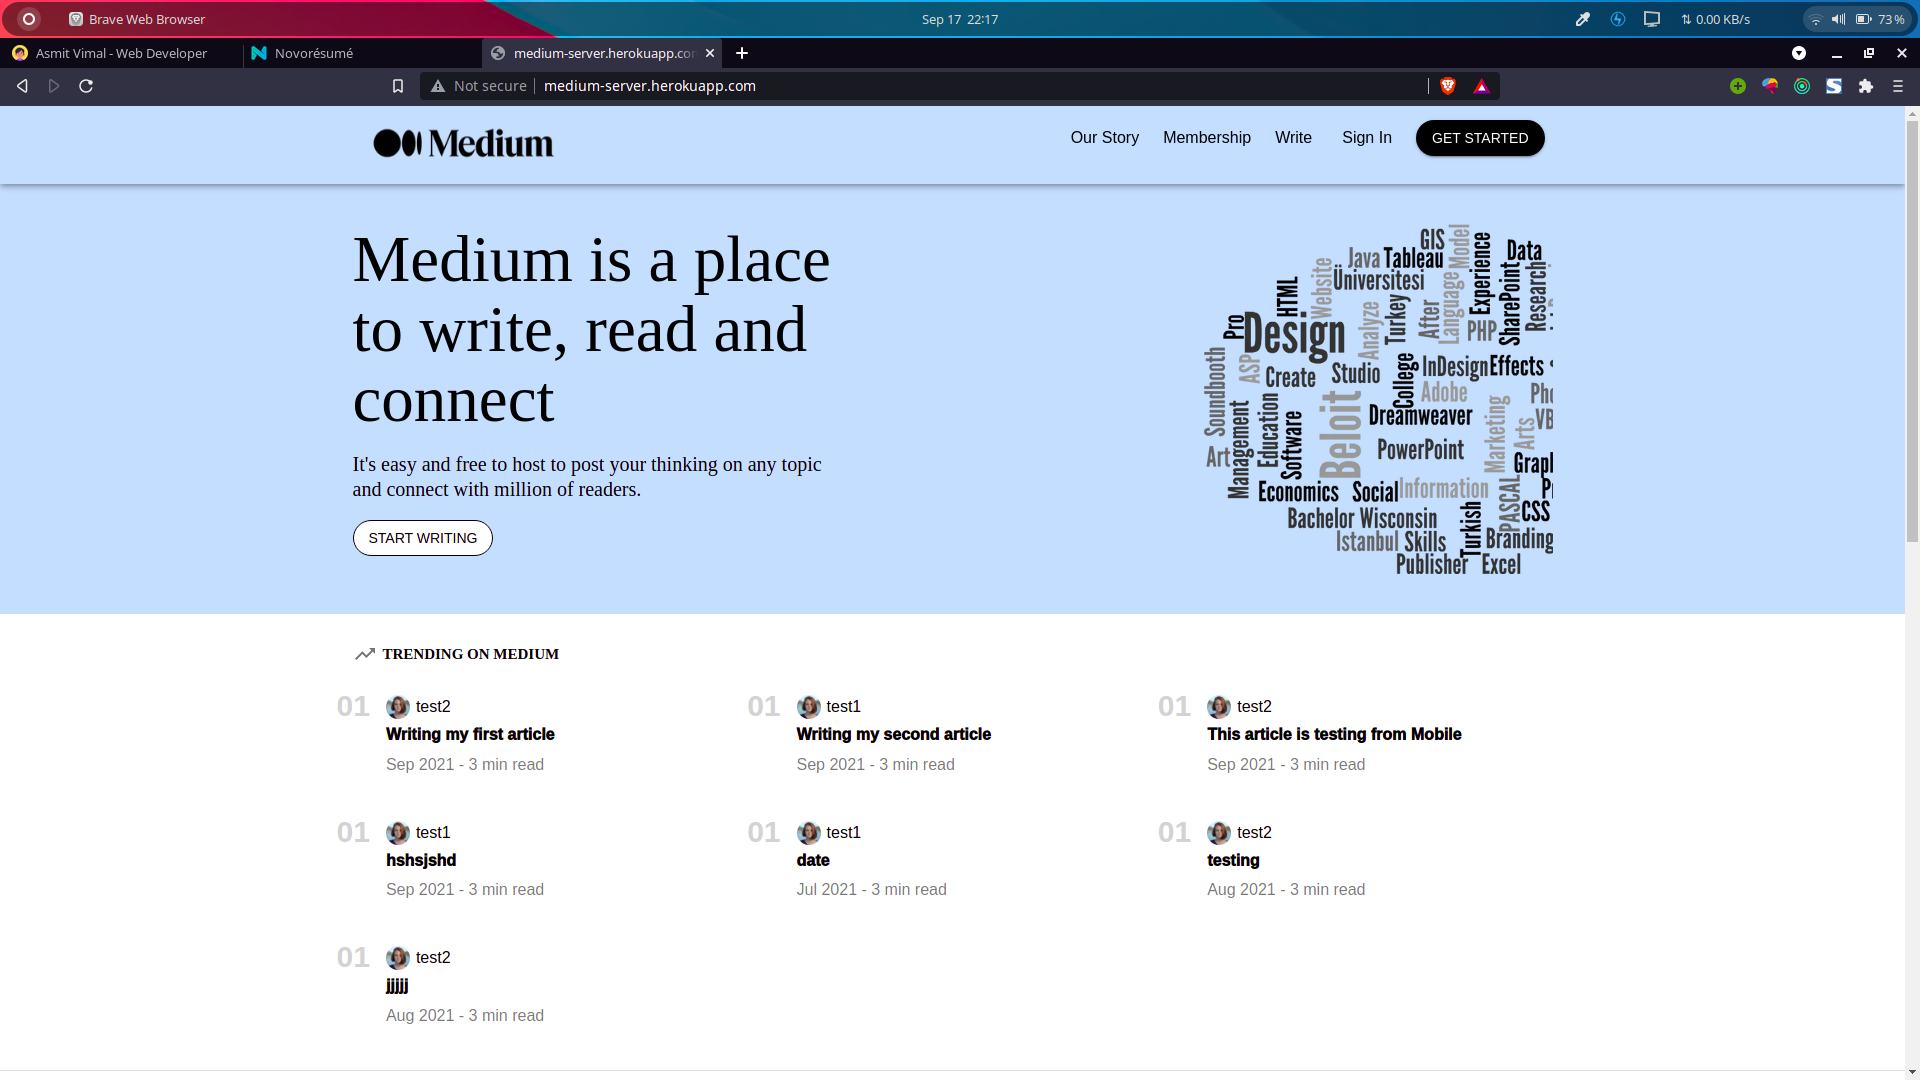 Brave Web Browser
Sep 17 22:17
0.00 KB/s
73 %
Asmit Vimal - Web Developer
Novorésumé
medium-server.herokuapp.co
Not secure
medium-server.herokuapp.com
Medium
Our Story
Membership
Write
Sign In
GET STARTED
Medium is a place
to write, read and
connect
It's easy and free to host to post your thinking on any topic
and connect with million of readers.
START WRITING
GIS
Model
Java
Tableau
Experience
Data
Website
Üniversitesi
HTML
Language
SharePoint
Research
Pro
Design
Analyze
Turkey
After
PHP
Soundbooth
ASP
Create
Studio
College
InDesign
Effects
Adobe
Management
Education
Software
Beloit
Dreamweaver
Marketing
Arts
VB
Art
PowerPoint
Economics
Social
Information
PASCAL
CSS
Bachelor
Wisconsin
Turkish
Istanbul
Skills
Branding
Publisher
Excel
TRENDING ON MEDIUM
01
test2
Writing my first article
Sep 2021 - 3 min read
01
test1
Writing my second article
Sep 2021 - 3 min read
01
test2
This article is testing from Mobile
Sep 2021 - 3 min read
01
test1
hshsjshd
Sep 2021 - 3 min read
01
test1
date
Jul 2021 - 3 min read
01
test2
testing
Aug 2021 - 3 min read
01
test2
jjjjj
Aug 2021 - 3 min read